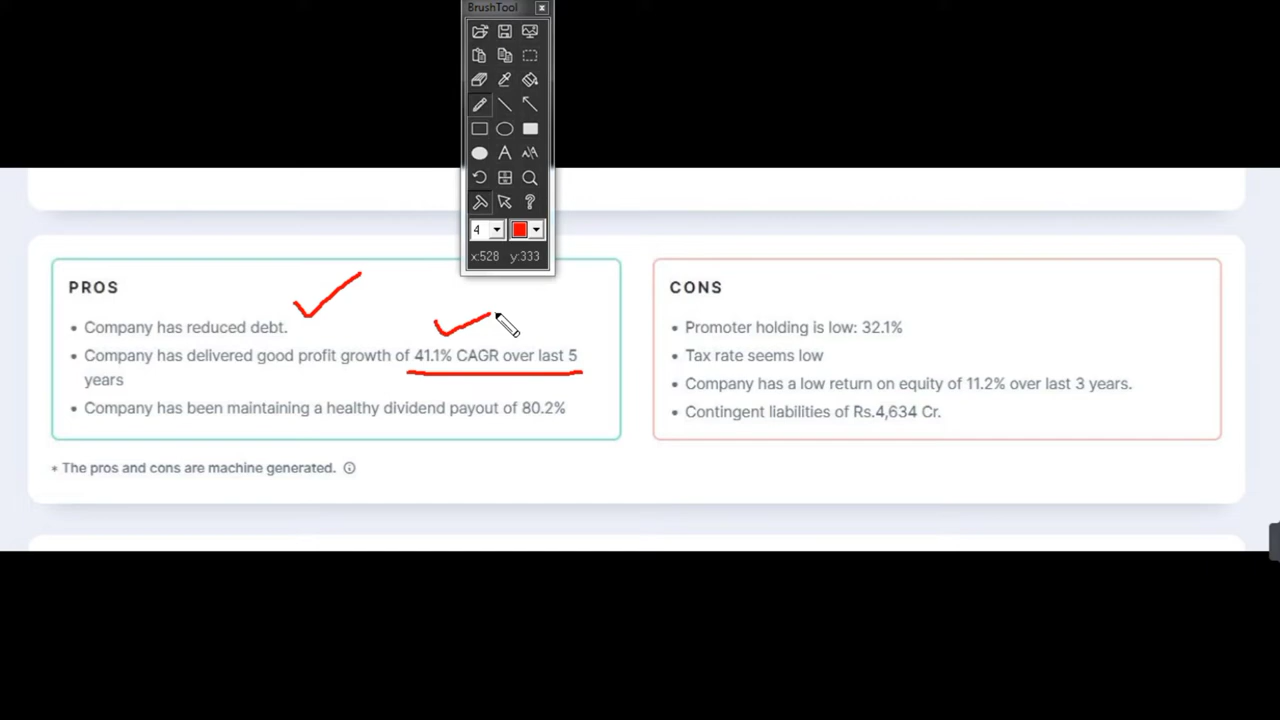 BrushTool
4
x:528 y:333
PROS
• Company has reduced debt.
• Company has delivered good profit growth of 41.1% CAGR over last 5
years
• Company has been maintaining a healthy dividend payout of 80.2%
CONS
• Promoter holding is low: 32.1%
• Tax rate seems low
• Company has a low return on equity of 11.2% over last 3 years.
• Contingent liabilities of Rs.4,634 Cr.
* The pros and cons are machine generated.